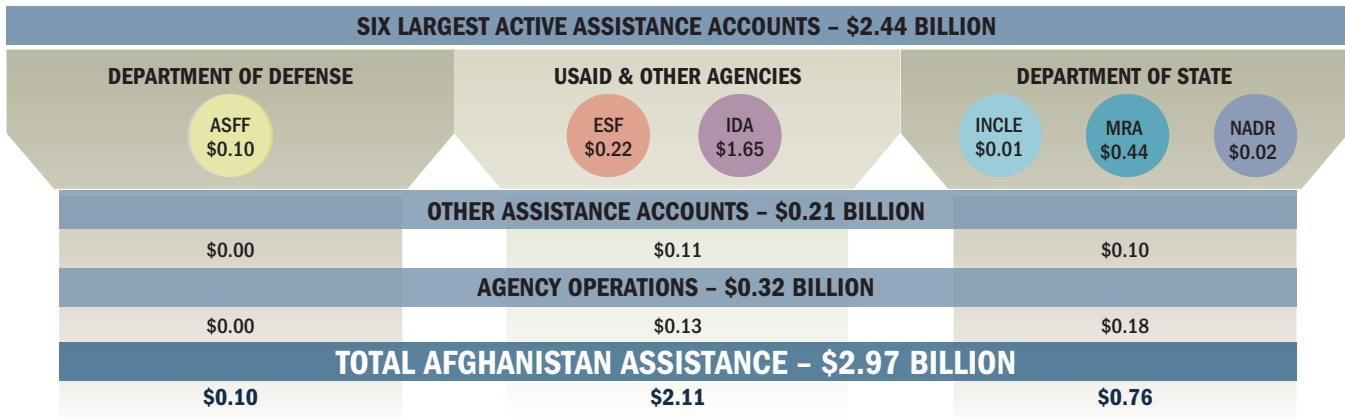 SIX LARGEST ACTIVE ASSISTANCE ACCOUNTS – $2.44 BILLION
DEPARTMENT OF DEFENSE
USAID & OTHER AGENCIES
DEPARTMENT OF STATE
ASFF
$0.10
ESF
$0.22
IDA
$1.65
INCLE
$0.01
MRA
$0.44
NADR
$0.02
OTHER ASSISTANCE ACCOUNTS – $0.21 BILLION
$0.00
$0.11
$0.10
AGENCY OPERATIONS – $0.32 BILLION
$0.00
$0.13
$0.18
TOTAL AFGHANISTAN ASSISTANCE – $2.97 BILLION
$0.10
$2.11
$0.76